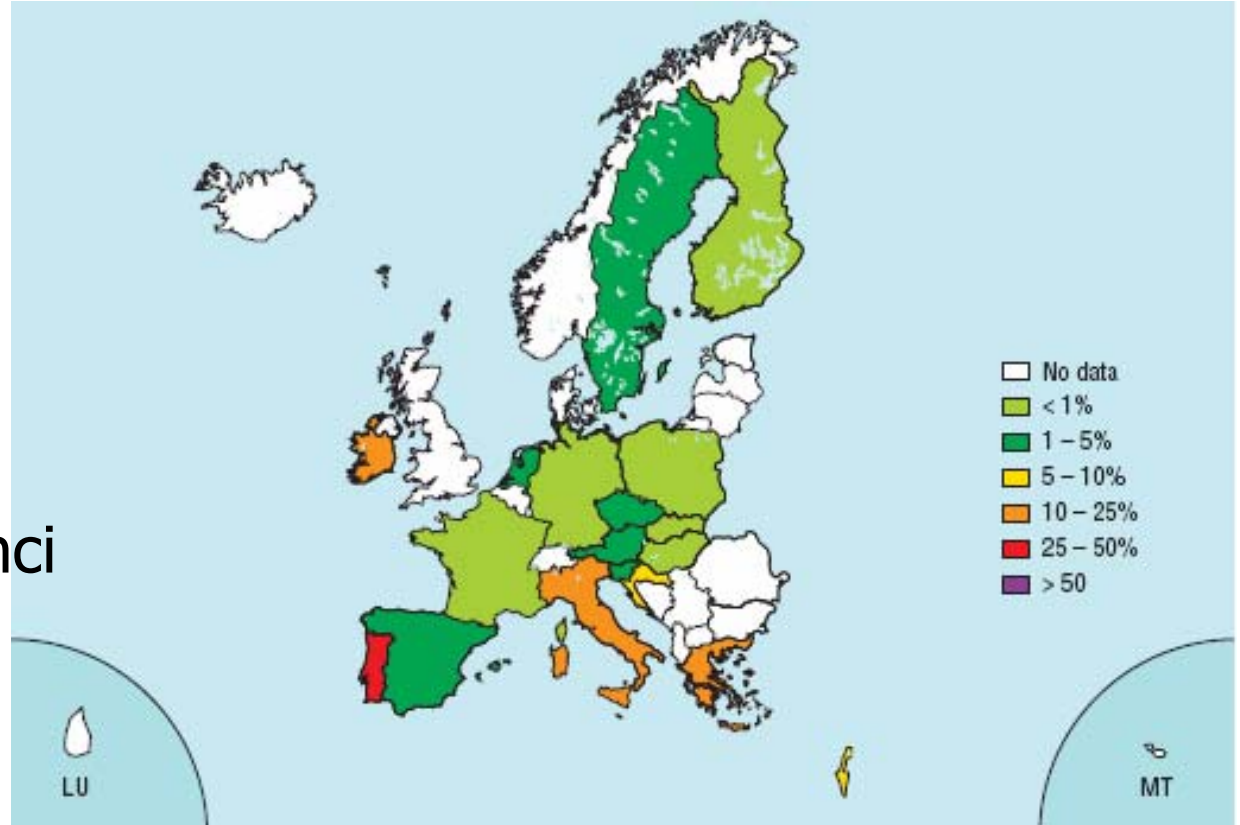 No data
< 1%
1 – 5%
5 – 10%
10 – 25%
25 – 50%
> 50
nci
LU
MT